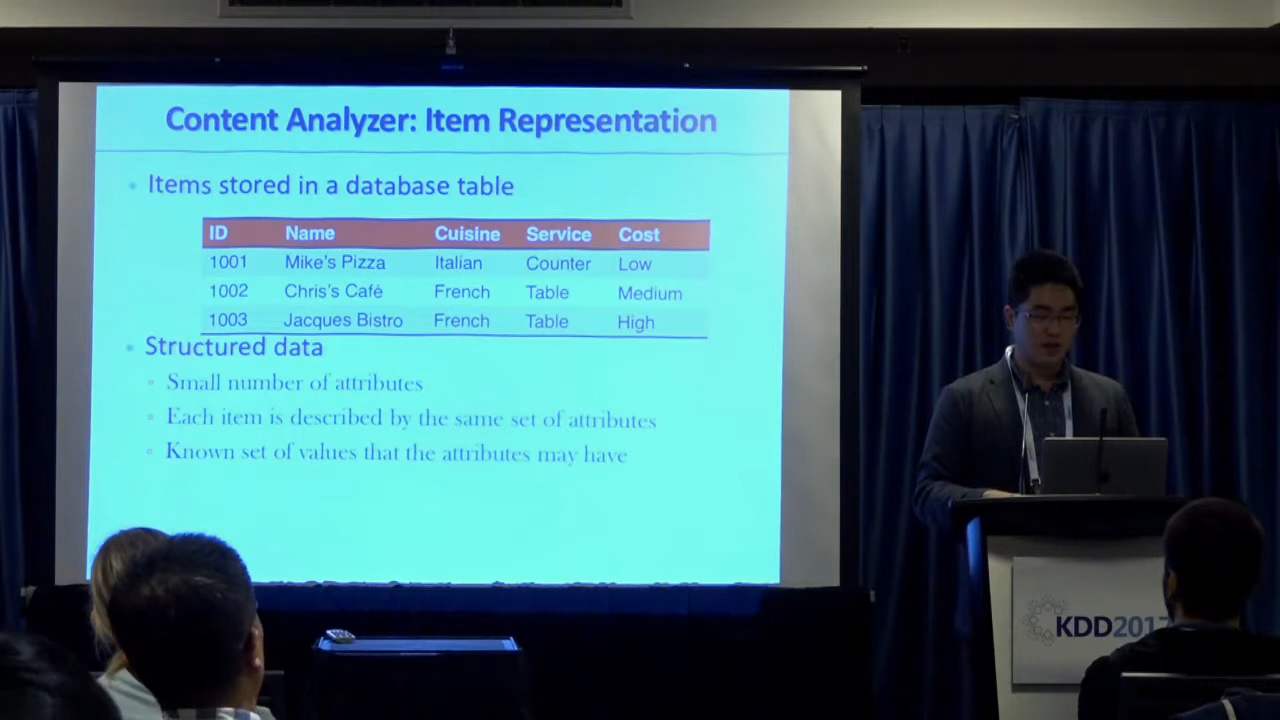 Content Analyzer: Item Representation
Items stored in a database table
ID Name Cuisine Service Cost
1001 Mike's Pizza Italian Counter Low
1002 Chris's Café French Table Medium
1003 Jacques Bistro French Table High
Structured data
Small number of attributes
Each item is described by the same set of attributes
Known set of values that the attributes may have
KDD2017